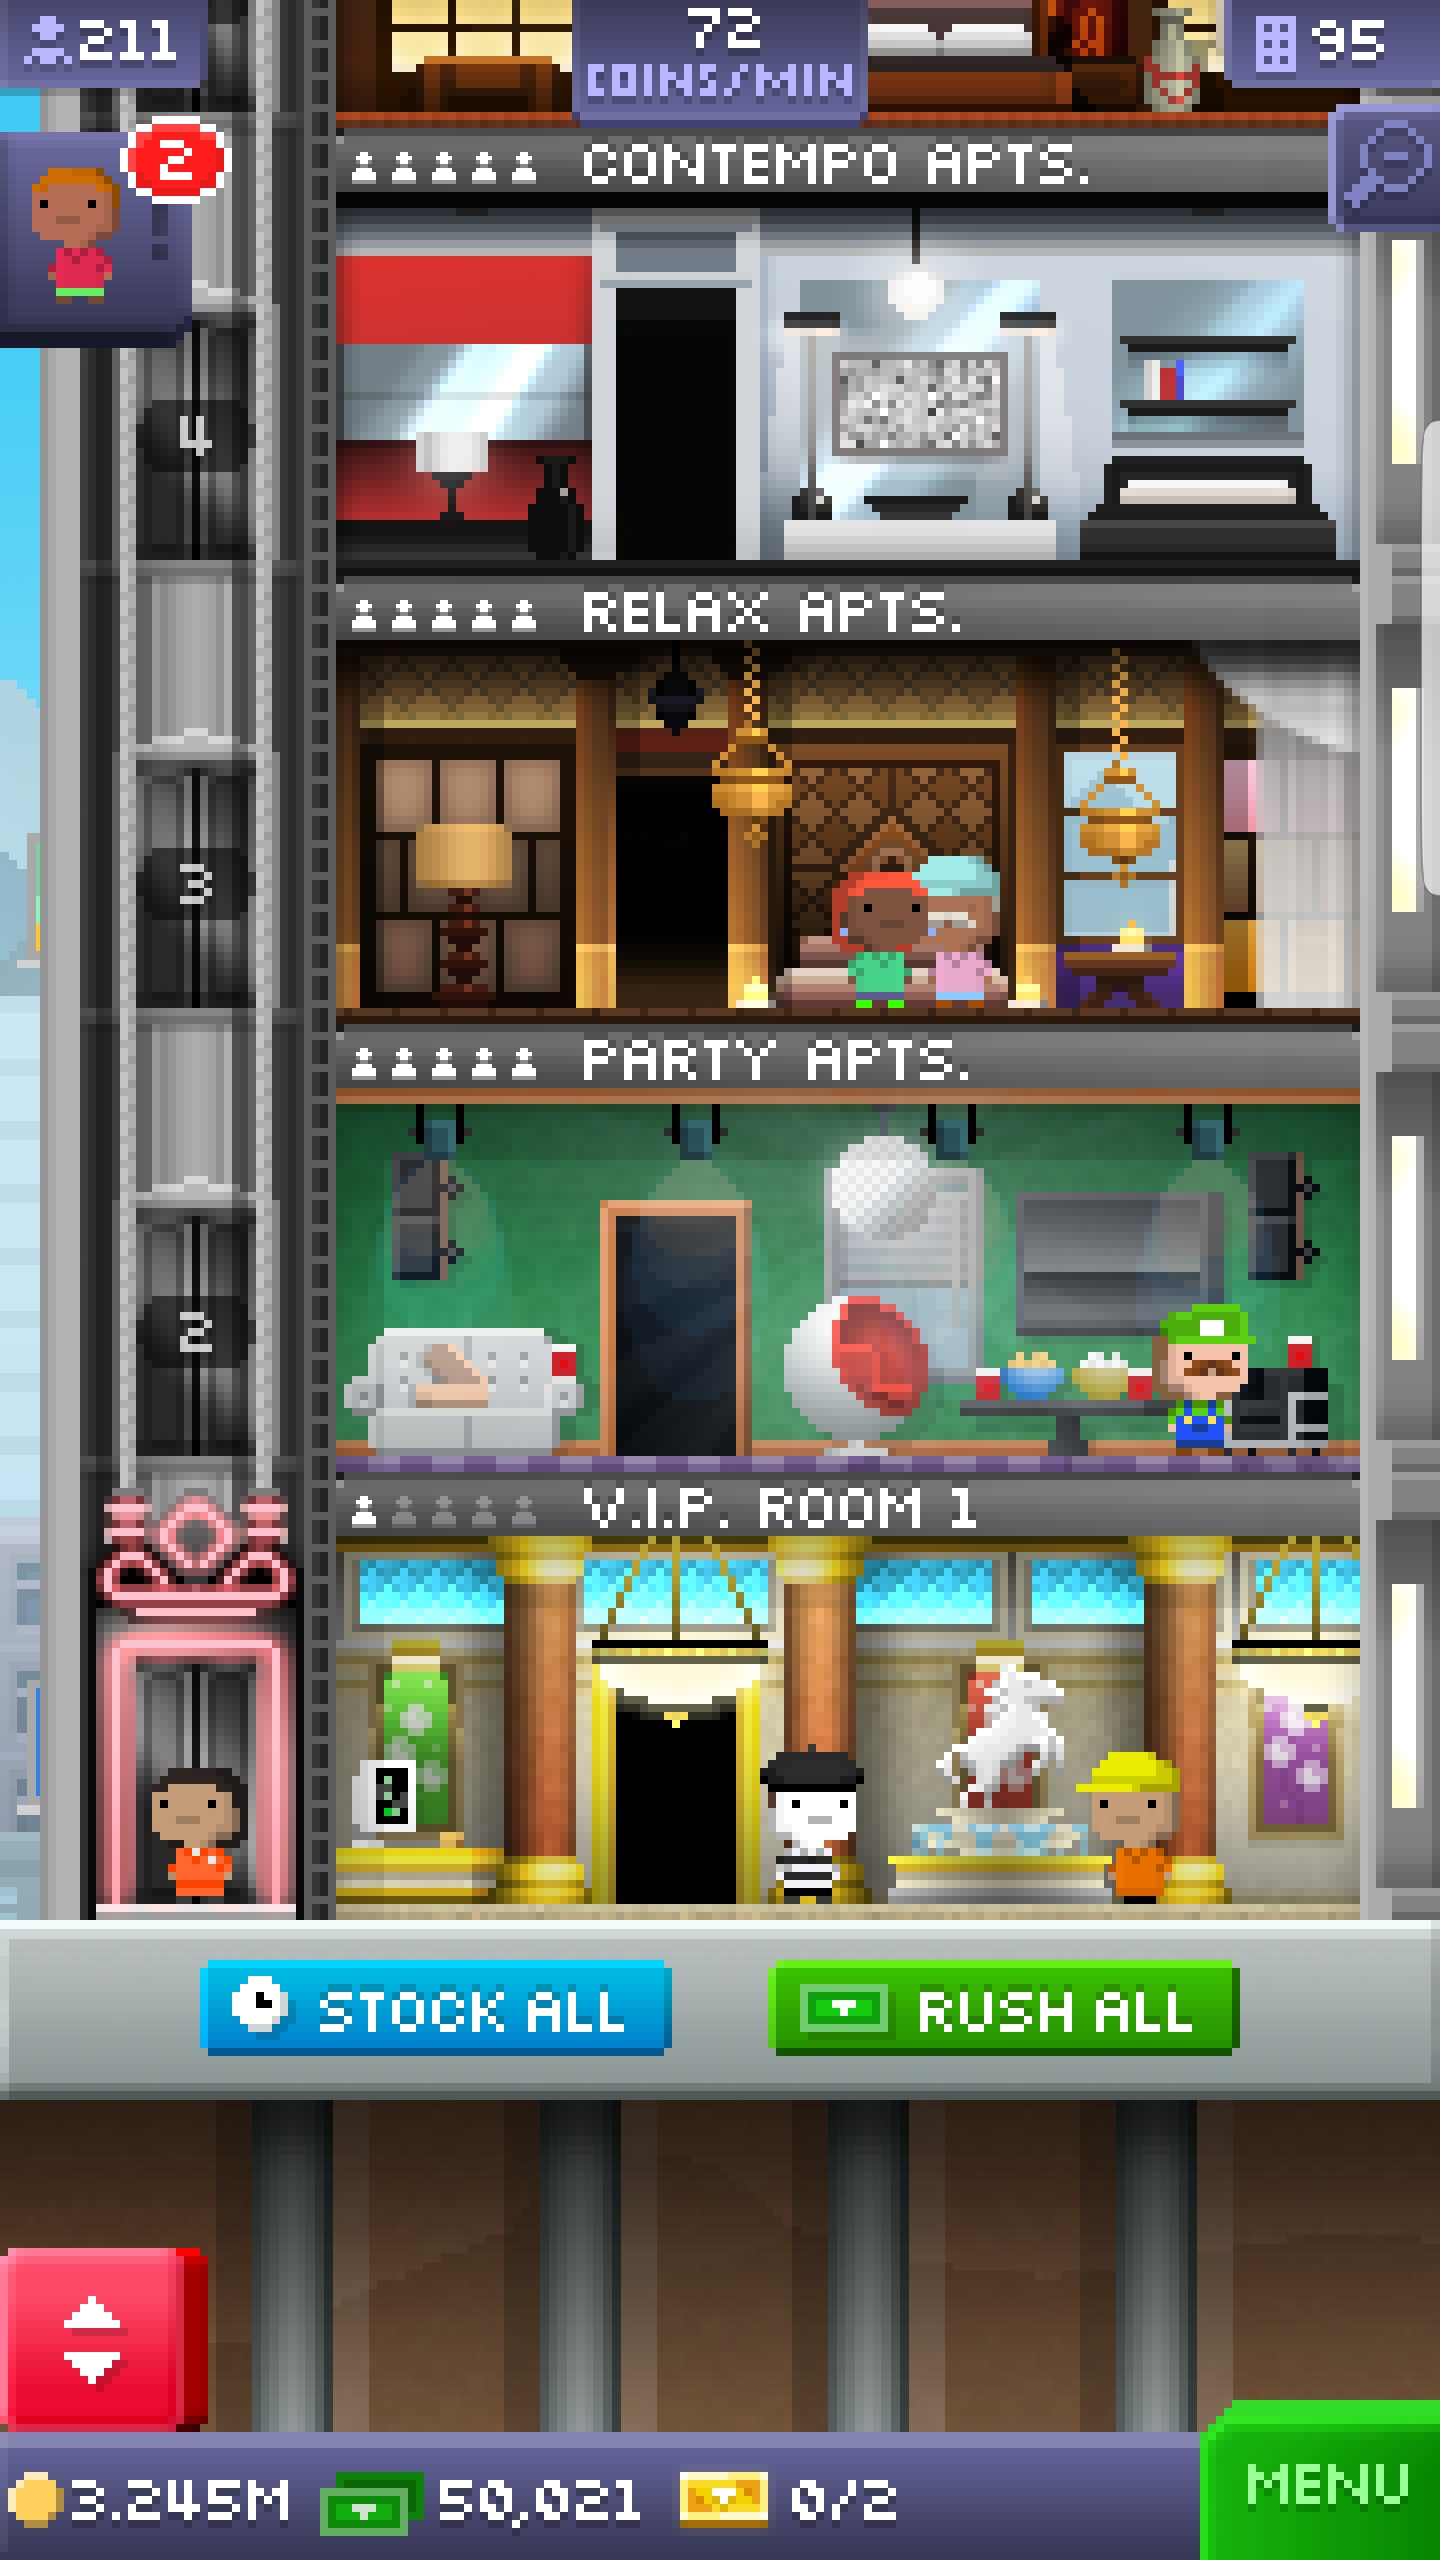 211
72
COINS/MIN
95
2
CONTEMPO APTS.
4
RELAX APTS.
3
PARTY APTS.
2
V.I.P. ROOM 1
STOCK ALL
RUSH ALL
3.245M
50,021
0/2
MENU